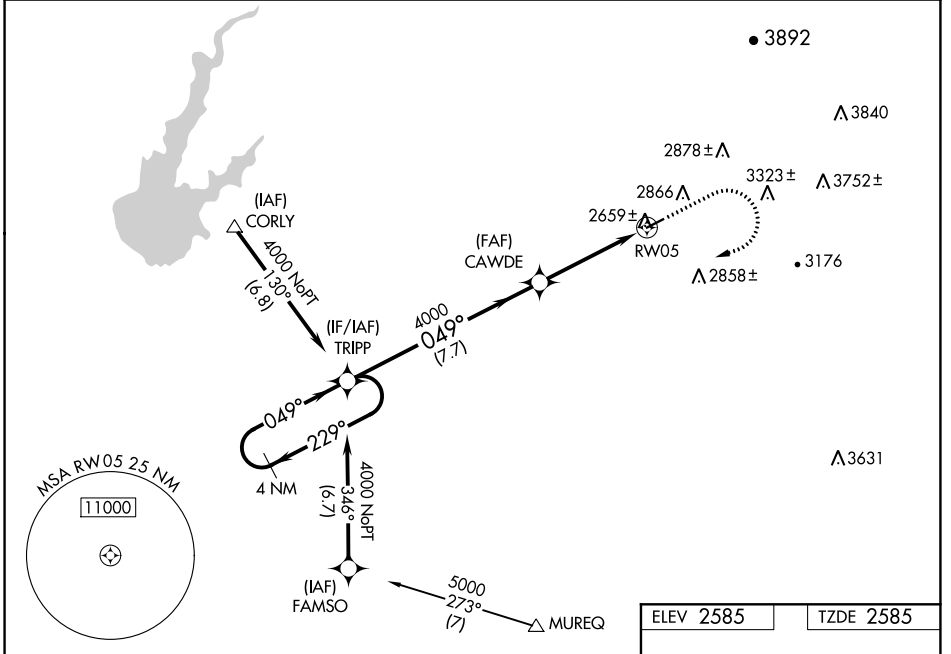 3892
3840
2878±
3323±
3752±
2866
2659±
RW05
(IAF)
CORLY
4000 NoPT
130°
(6.8)
(FAF)
CAWDE
2858±
3176
(IF/IAF)
TRIPP
4000
049°
(7.7)
049°
229°
4 NM
4000 NoPT
346°
(6.7)
3631
MSA RW05 25 NM
11000
(IAF)
FAMSO
5000
273°
(7)
MUREQ
ELEV 2585
TZDE 2585